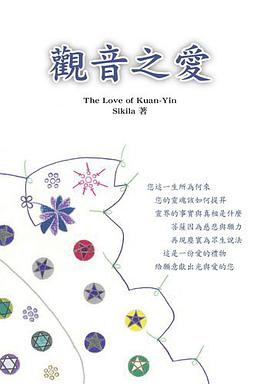 觀音之愛
The Love of Kuan-Yin
Sikila 著
您這一生所為何來
您的靈魂該如何提昇
靈界的事實與真相是什麼
菩薩因為慈悲與願力
再現塵寰為眾生說法
這是一份愛的禮物
給願意獻出光與愛的您